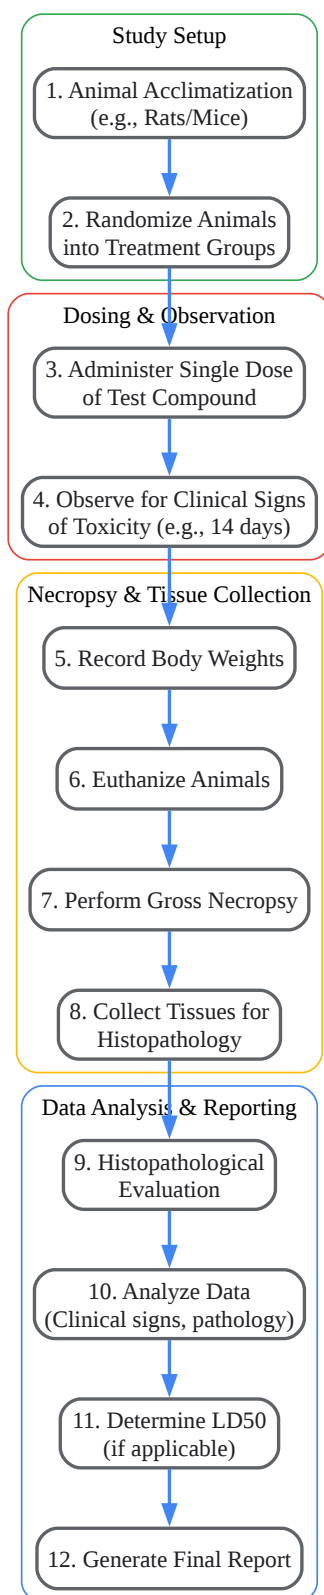 Study Setup
1. Animal Acclimatization
(e.g., Rats/Mice)
2. Randomize Animals
into Treatment Groups
Dosing & Observation
3. Administer Single Dose
of Test Compound
4. Observe for Clinical Signs
of Toxicity (e.g., 14 days)
Necropsy & Tissue Collection
5. Record Body Weights
6. Euthanize Animals
7. Perform Gross Necropsy
8. Collect Tissues for
Histopathology
Data Analysis & Reporting
9. Histopathological
Evaluation
10. Analyze Data
(Clinical signs, pathology)
11. Determine LD50
(if applicable)
12. Generate Final Report